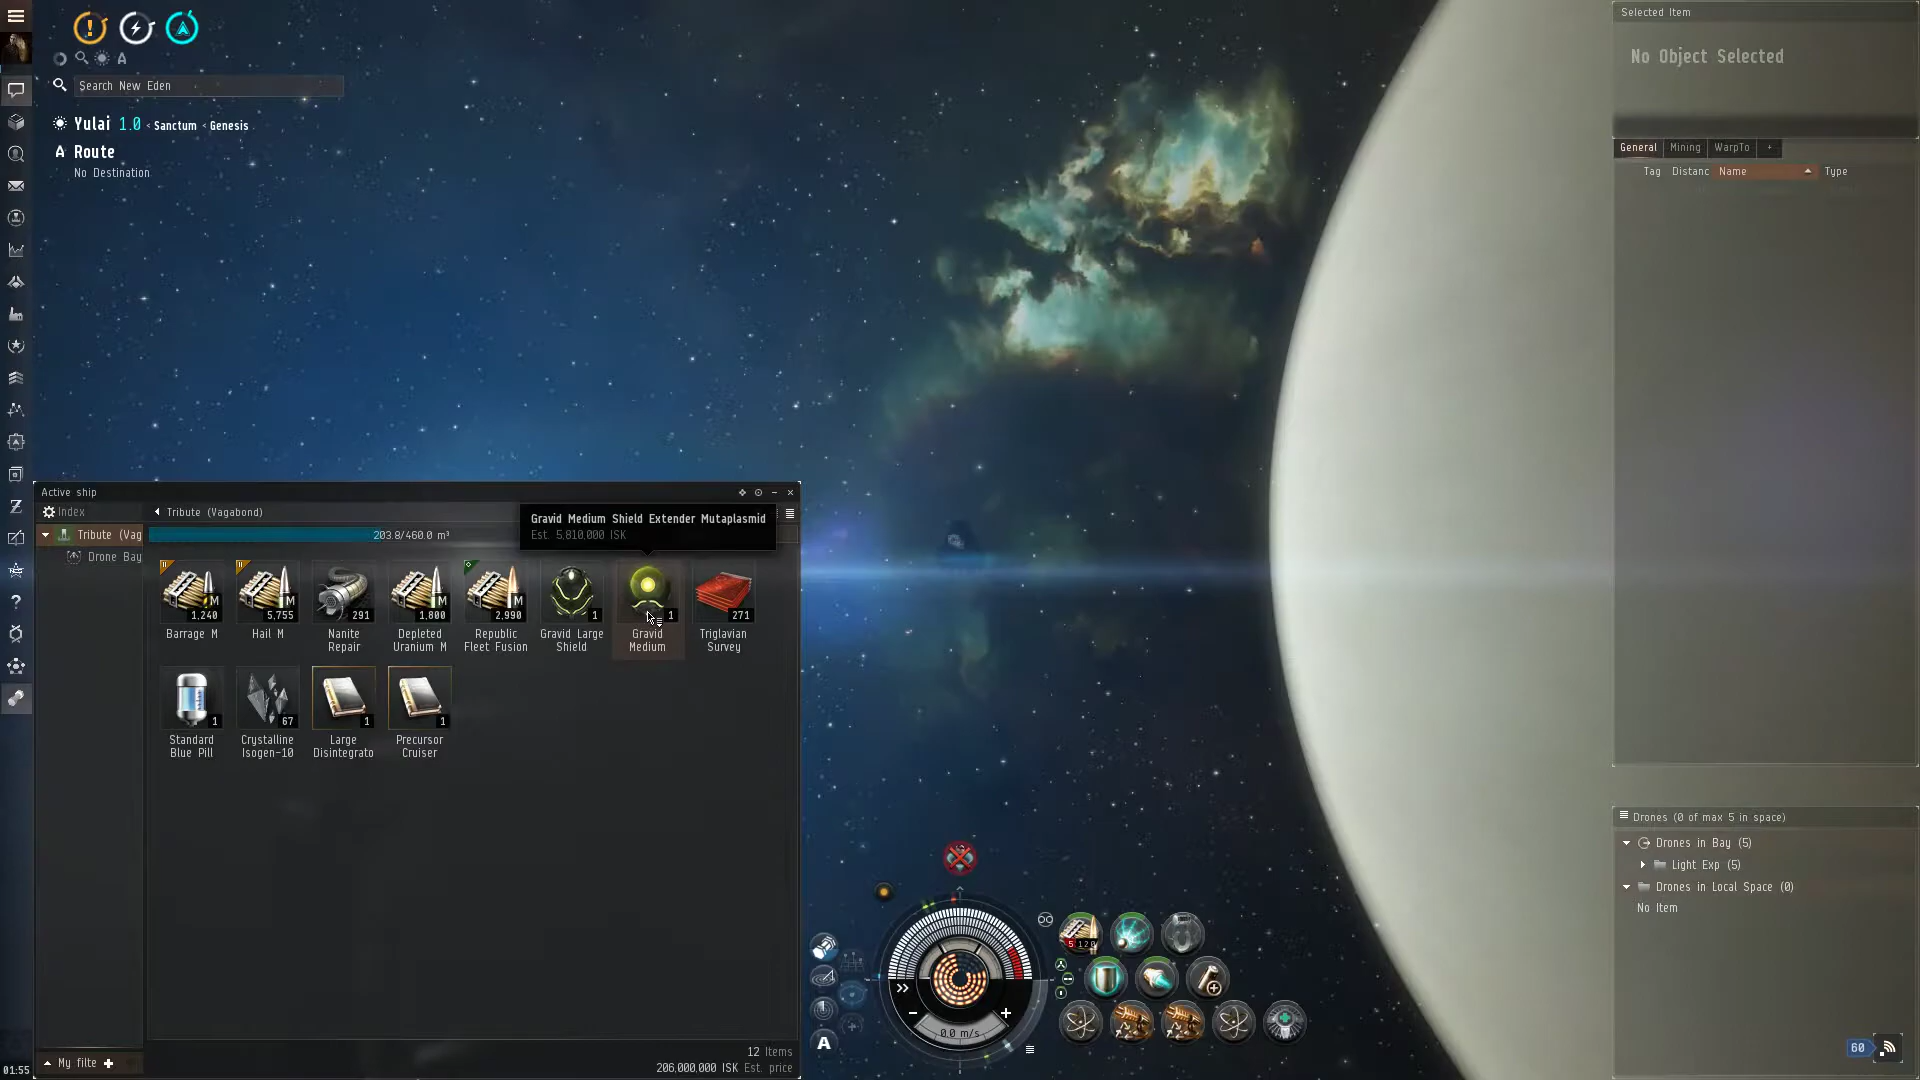 Search New Eden
Yulai 1.0 < Sanctum < Genesis
A Route
No Destination
Selected Item
No Object Selected
General Mining WarpTo +
Tag Distanc Name Type
Active ship
Index
Tribute (Vagabond)
Tribute (Vag
203.8/460.0 m³
Drone Bay
Gravid Medium Shield Extender Mutaplasmid
Est. 5,810,000 ISK
M M M M
1,240 5,755 291 1,800 2,990 1 1 271
Barrage M
Hail M
Nanite Repair
Depleted Uranium M
Republic Fleet Fusion
Gravid Large Shield
Gravid Medium
Triglavian Survey
1 67 1 1
Standard Blue Pill
Crystalline Isogen-10
Large Disintegrato
Precursor Cruiser
12 Items
206,000,000 ISK Est. price
My filte
01:55
Drones (0 of max 5 in space)
Drones in Bay (5)
Light Exp (5)
Drones in Local Space (0)
No Item
120
0.0 m/s
A
60